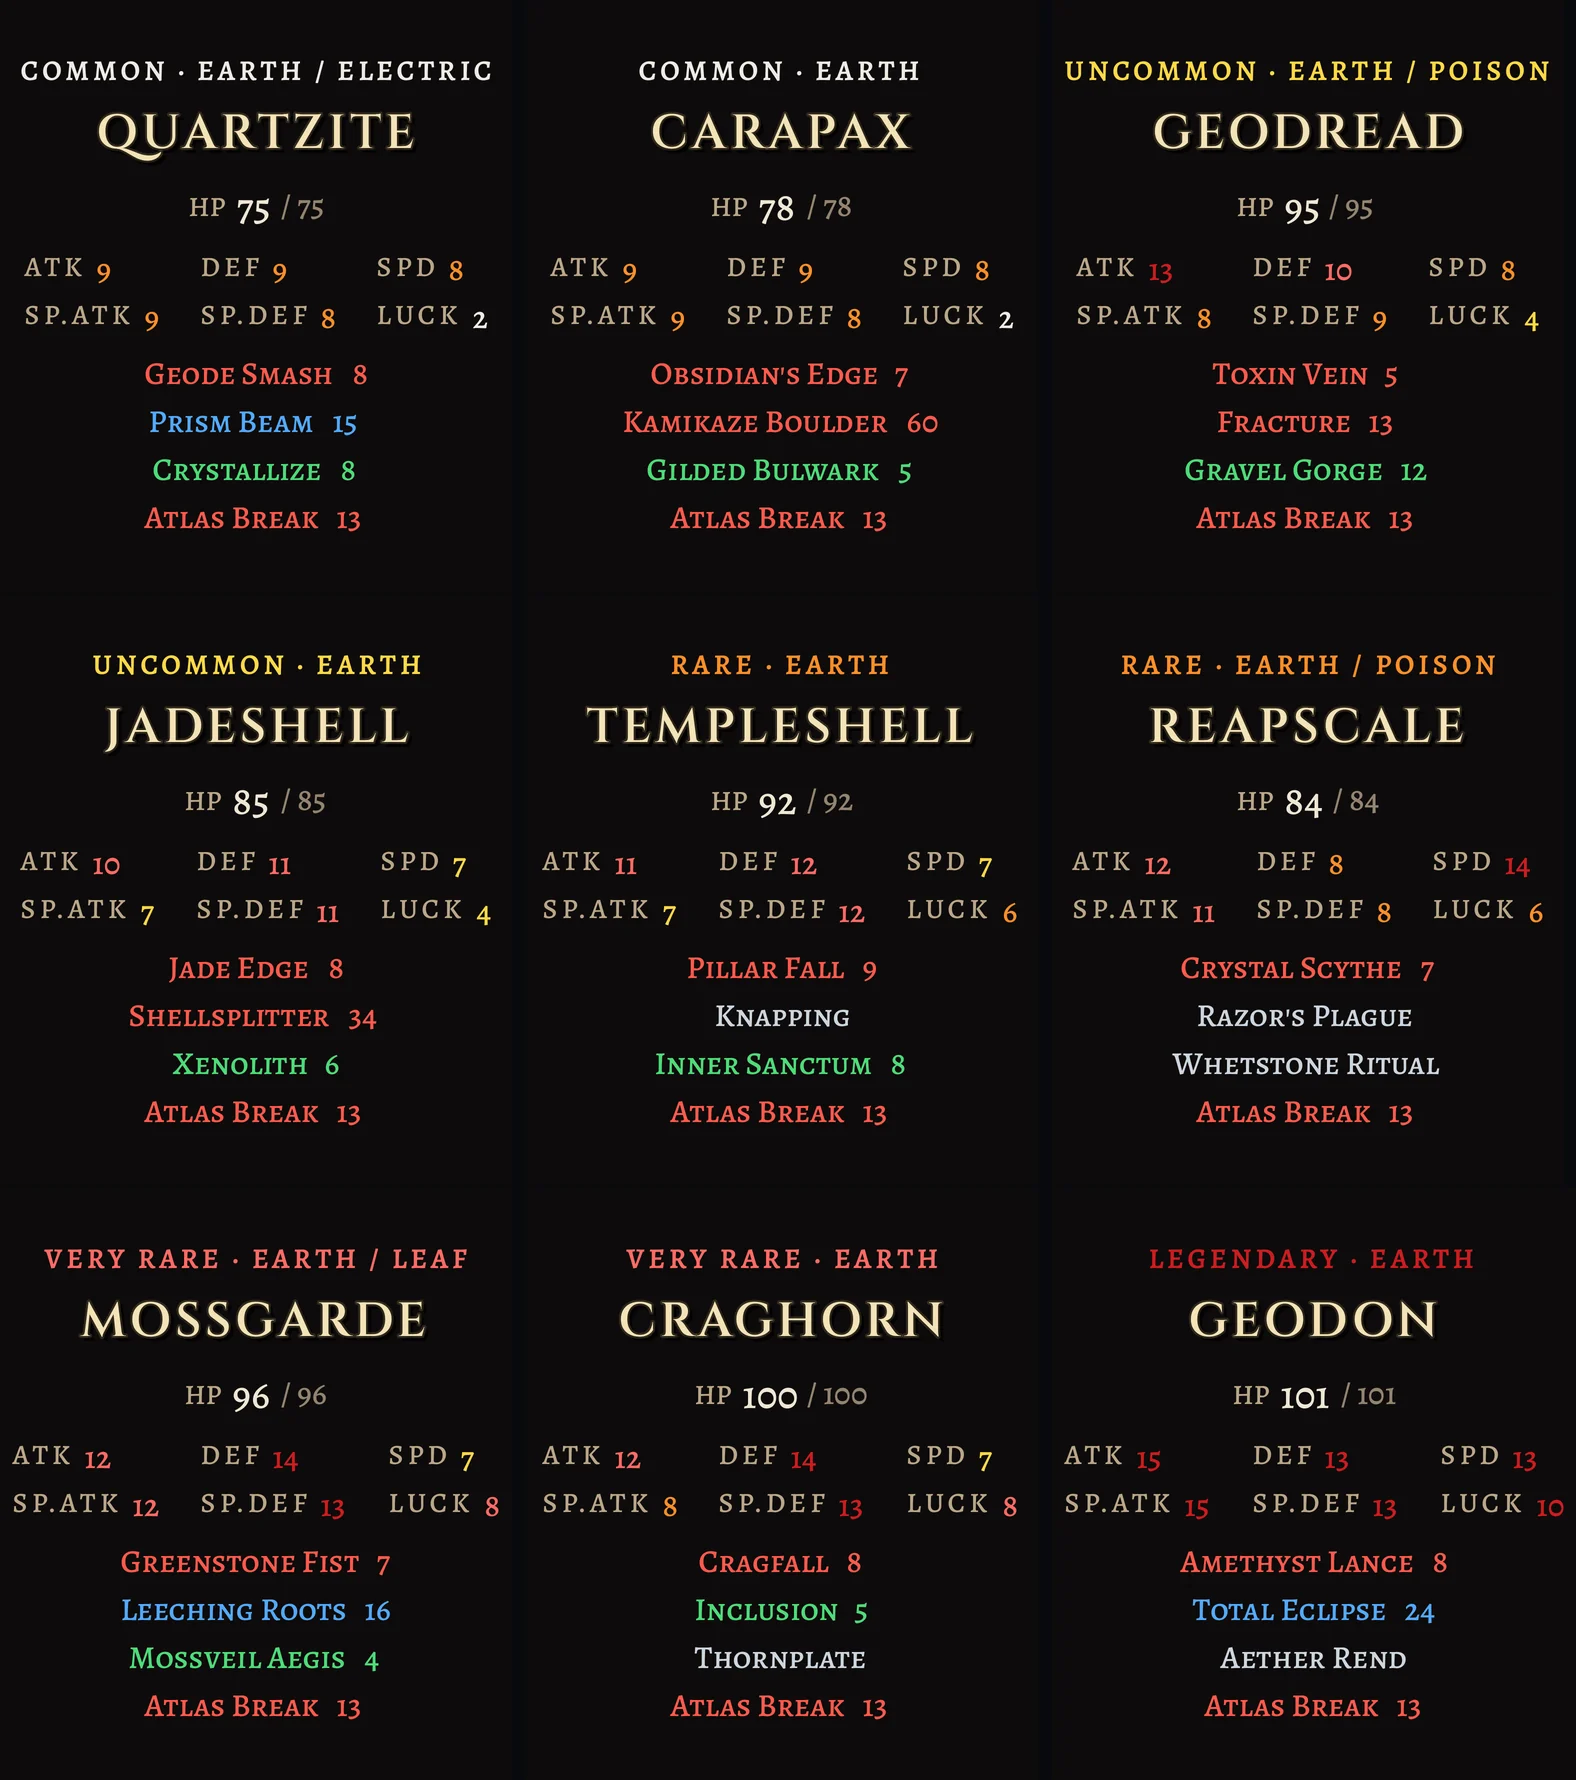 COMMON · EARTH / ELECTRIC
QUARTZITE
HP 75 / 75
ATK 9 DEF 9 SPD 8
SP.ATK 9 SP.DEF 8 LUCK 2
Geode Smash 8
Prism Beam 15
Crystallize 8
Atlas Break 13
COMMON · EARTH
CARAPAX
HP 78 / 78
ATK 9 DEF 9 SPD 8
SP.ATK 9 SP.DEF 8 LUCK 2
Obsidian's Edge 7
Kamikaze Boulder 60
Gilded Bulwark 5
Atlas Break 13
UNCOMMON · EARTH / POISON
GEODREAD
HP 95 / 95
ATK 13 DEF 10 SPD 8
SP.ATK 8 SP.DEF 9 LUCK 4
Toxin Vein 5
Fracture 13
Gravel Gorge 12
Atlas Break 13
UNCOMMON · EARTH
JADESHELL
HP 85 / 85
ATK 10 DEF 11 SPD 7
SP.ATK 7 SP.DEF 11 LUCK 4
Jade Edge 8
Shellsplitter 34
Xenolith 6
Atlas Break 13
RARE · EARTH
TEMPLESHELL
HP 92 / 92
ATK 11 DEF 12 SPD 7
SP.ATK 7 SP.DEF 12 LUCK 6
Pillar Fall 9
Knapping
Inner Sanctum 8
Atlas Break 13
RARE · EARTH / POISON
REAPSCALE
HP 84 / 84
ATK 12 DEF 8 SPD 14
SP.ATK 11 SP.DEF 8 LUCK 6
Crystal Scythe 7
Razor's Plague
Whetstone Ritual
Atlas Break 13
VERY RARE · EARTH / LEAF
MOSSGARDE
HP 96 / 96
ATK 12 DEF 14 SPD 7
SP.ATK 12 SP.DEF 13 LUCK 8
Greenstone Fist 7
Leeching Roots 16
Mossveil Aegis 4
Atlas Break 13
VERY RARE · EARTH
CRAGHORN
HP 100 / 100
ATK 12 DEF 14 SPD 7
SP.ATK 8 SP.DEF 13 LUCK 8
Cragfall 8
Inclusion 5
Thornplate
Atlas Break 13
LEGENDARY · EARTH
GEODON
HP 101 / 101
ATK 15 DEF 13 SPD 13
SP.ATK 15 SP.DEF 13 LUCK 10
Amethyst Lance 8
Total Eclipse 24
Aether Rend
Atlas Break 13